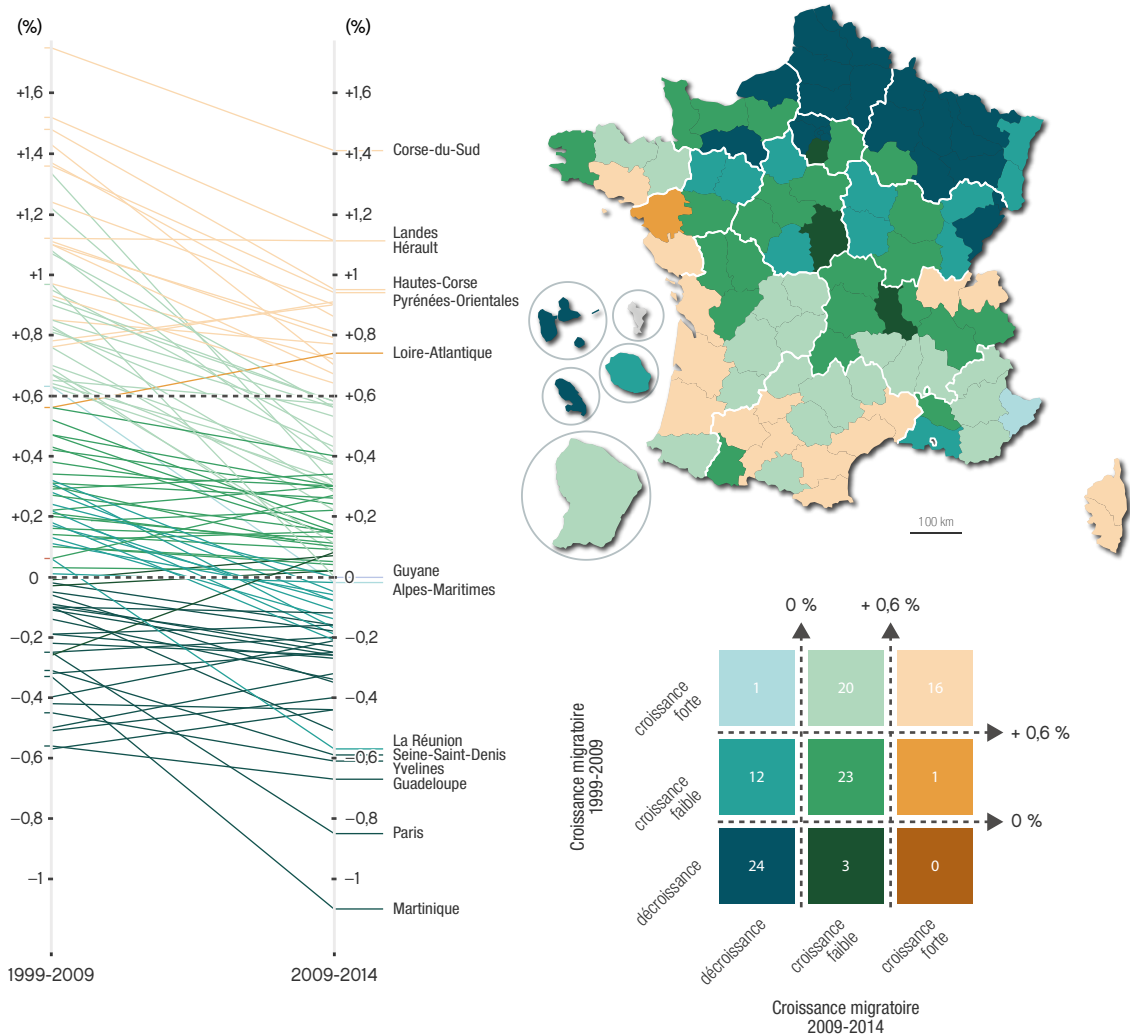 (%)
(%)
+1,6
+1,4
+1,2
+1
+0,8
+0,6
+0,4
+0,2
0
–0,2
–0,4
–0,6
–0,8
–1
+1,6
+1,4
+1,2
+1
+0,8
+0,6
+0,4
+0,2
0
–0,2
–0,4
–0,6
–0,8
–1
Corse-du-Sud
Landes
Hérault
Hautes-Corse
Pyrénées-Orientales
Loire-Atlantique
Guyane
Alpes-Maritimes
La Réunion
Seine-Saint-Denis
Yvelines
Guadeloupe
Paris
Martinique
1999-2009
2009-2014
100 km
0 %
+ 0,6 %
Croissance migratoire
1999-2009
croissance
forte
croissance
faible
décroissance
1
20
16
+ 0,6 %
12
23
1
0 %
24
3
0
décroissance
croissance
faible
croissance
forte
Croissance migratoire
2009-2014